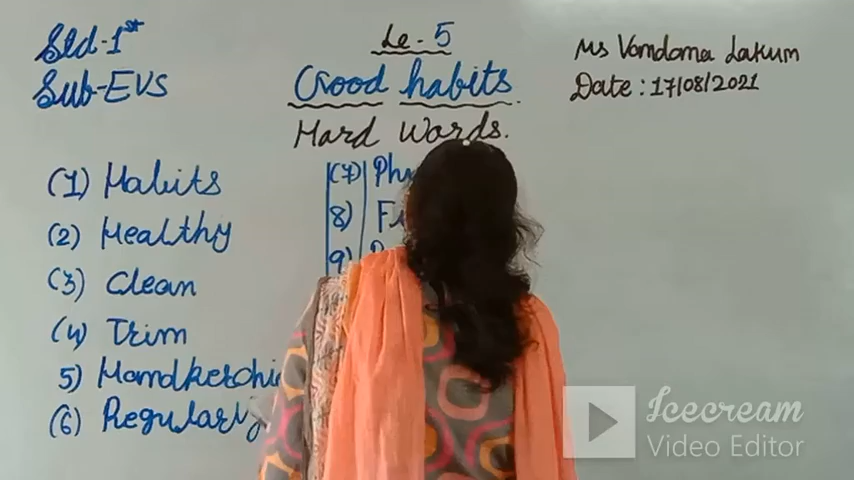 Std-1st
Sub-EVS
Le-5
Good habits
Hard Words.
Ms Vandana Lakum
Date : 17/08/2021
(1) Habits
(2) Healthy
(3) Clean
(4) Trim
5) Handkerchi
(6) Regularly
(7)
8)
9)
Icecream
Video Editor